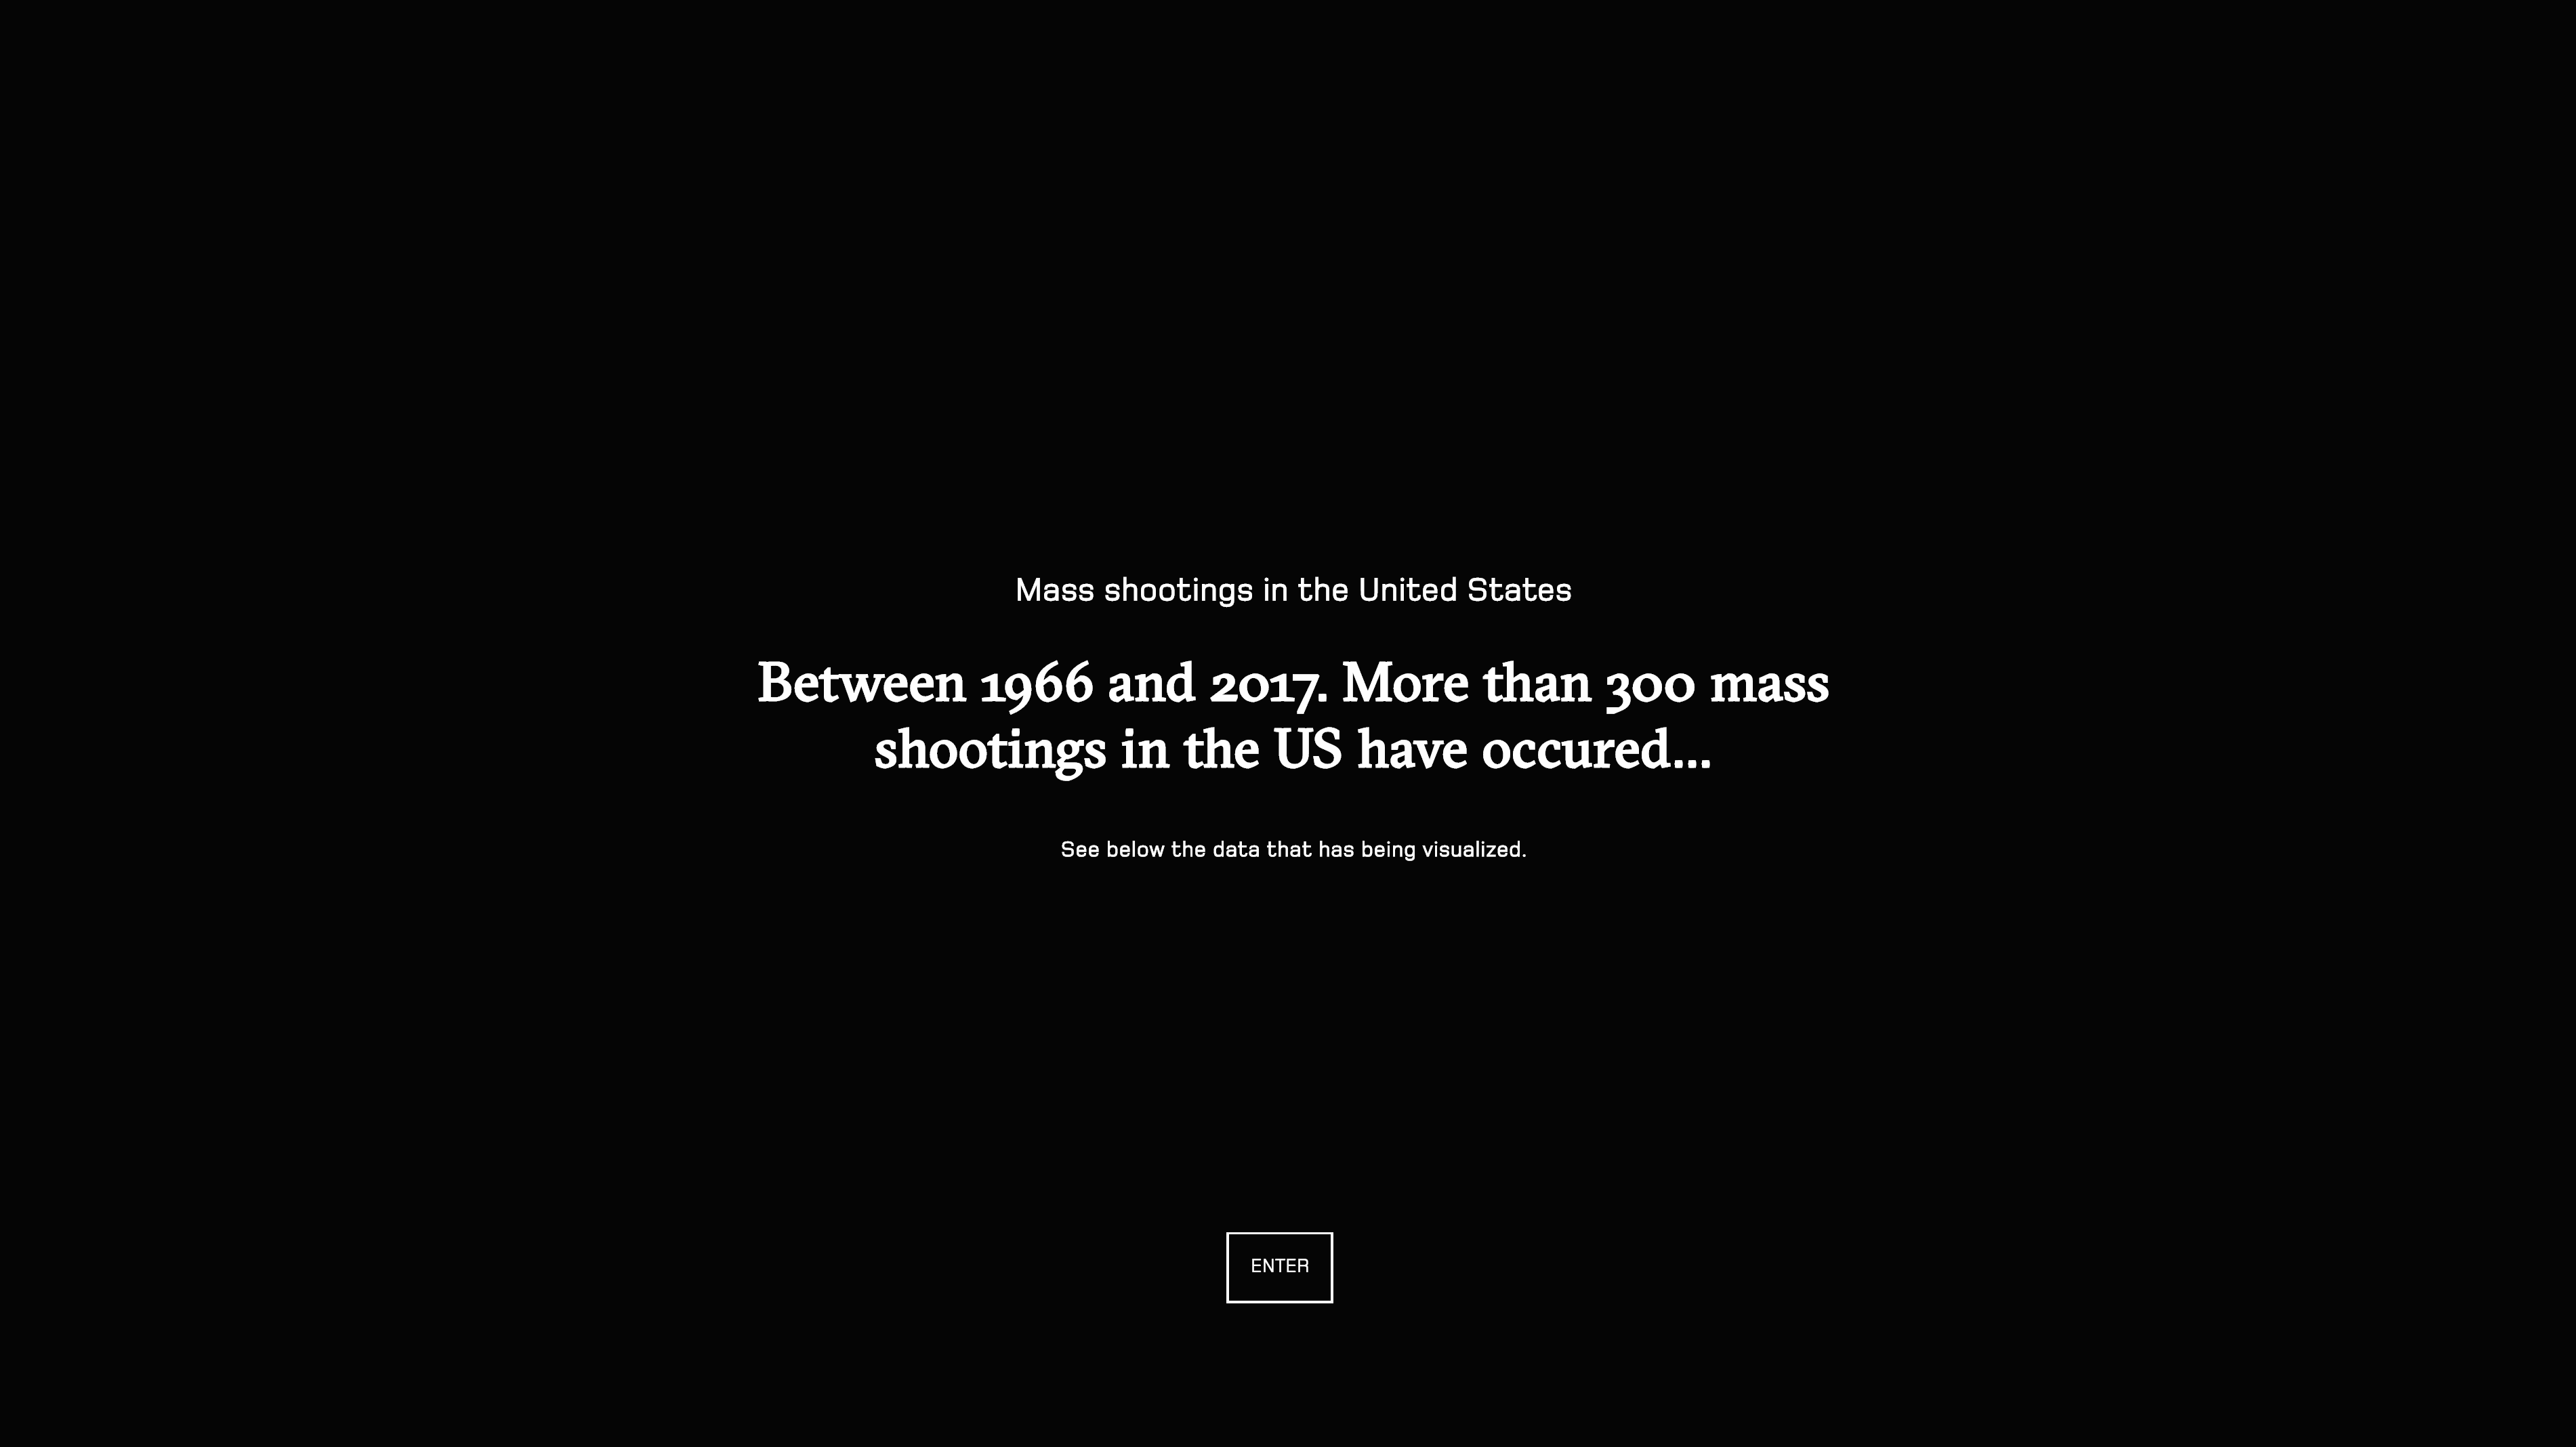 Mass shootings in the United States
Between 1966 and 2017. More than 300 mass
shootings in the US have occured...
See below the data that has being visualized.
ENTER